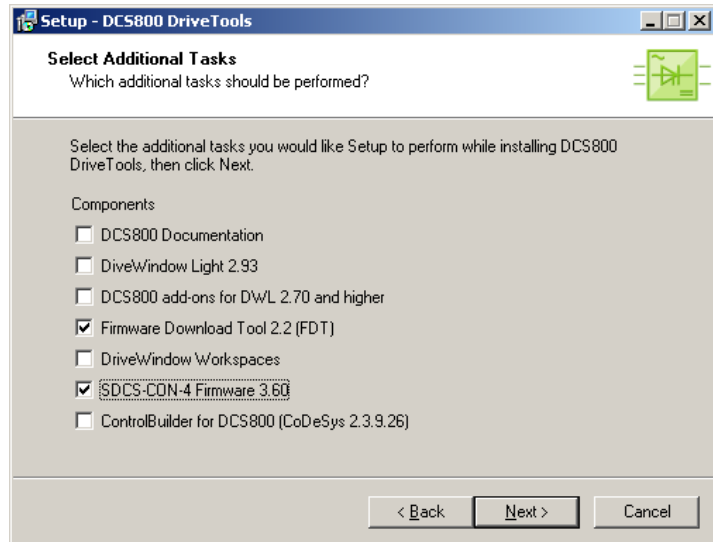 Setup - DCS800 DriveTools
Select Additional Tasks
Which additional tasks should be performed?
Select the additional tasks you would like Setup to perform while installing DCS800
DriveTools, then click Next.
Components
DCS800 Documentation
DiveWindow Light 2.93
DCS800 add-ons for DWL 2.70 and higher
Firmware Download Tool 2.2 (FDT)
DriveWindow Workspaces
SDCS-CON-4 Firmware 3.60
ControlBuilder for DCS800 (CoDeSys 2.3.9.26)
< Back
Next >
Cancel